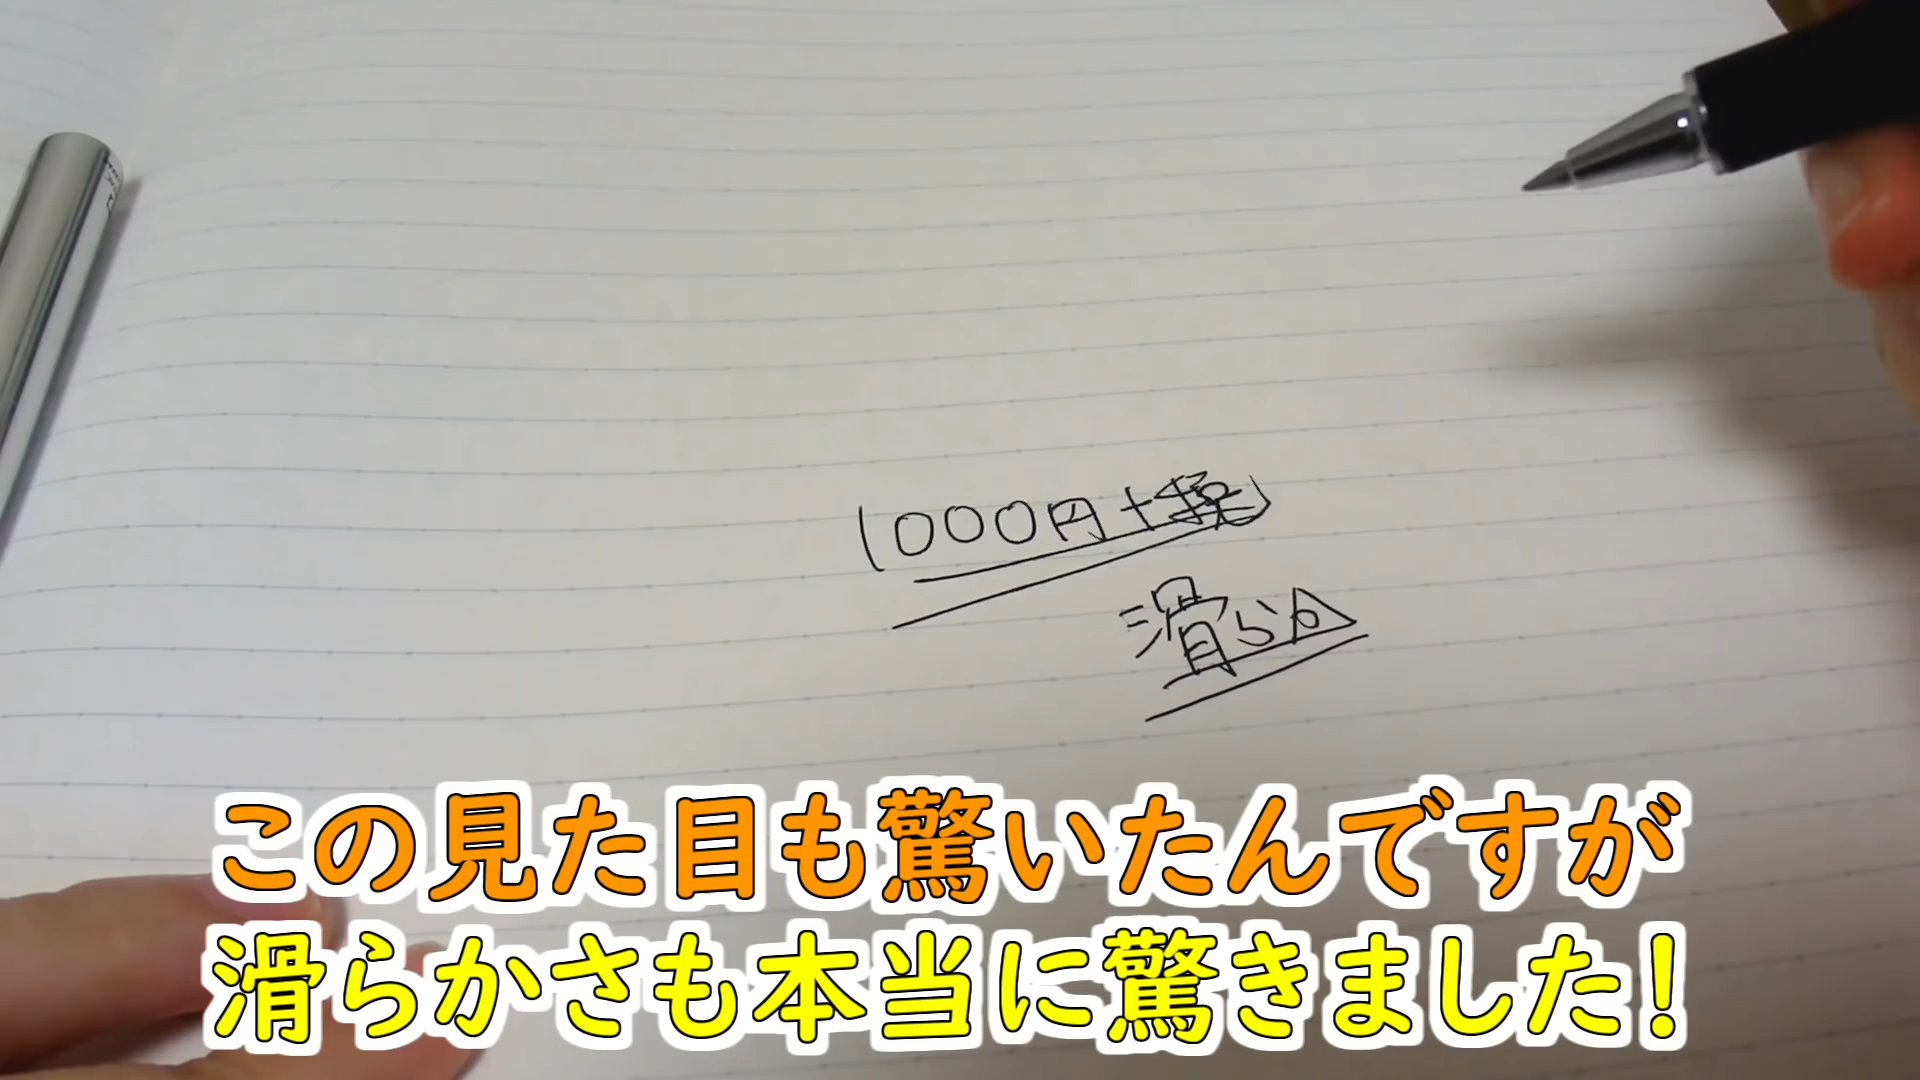 1000円+税
滑らか
この見た目も驚いたんですが
滑らかさも本当に驚きました!